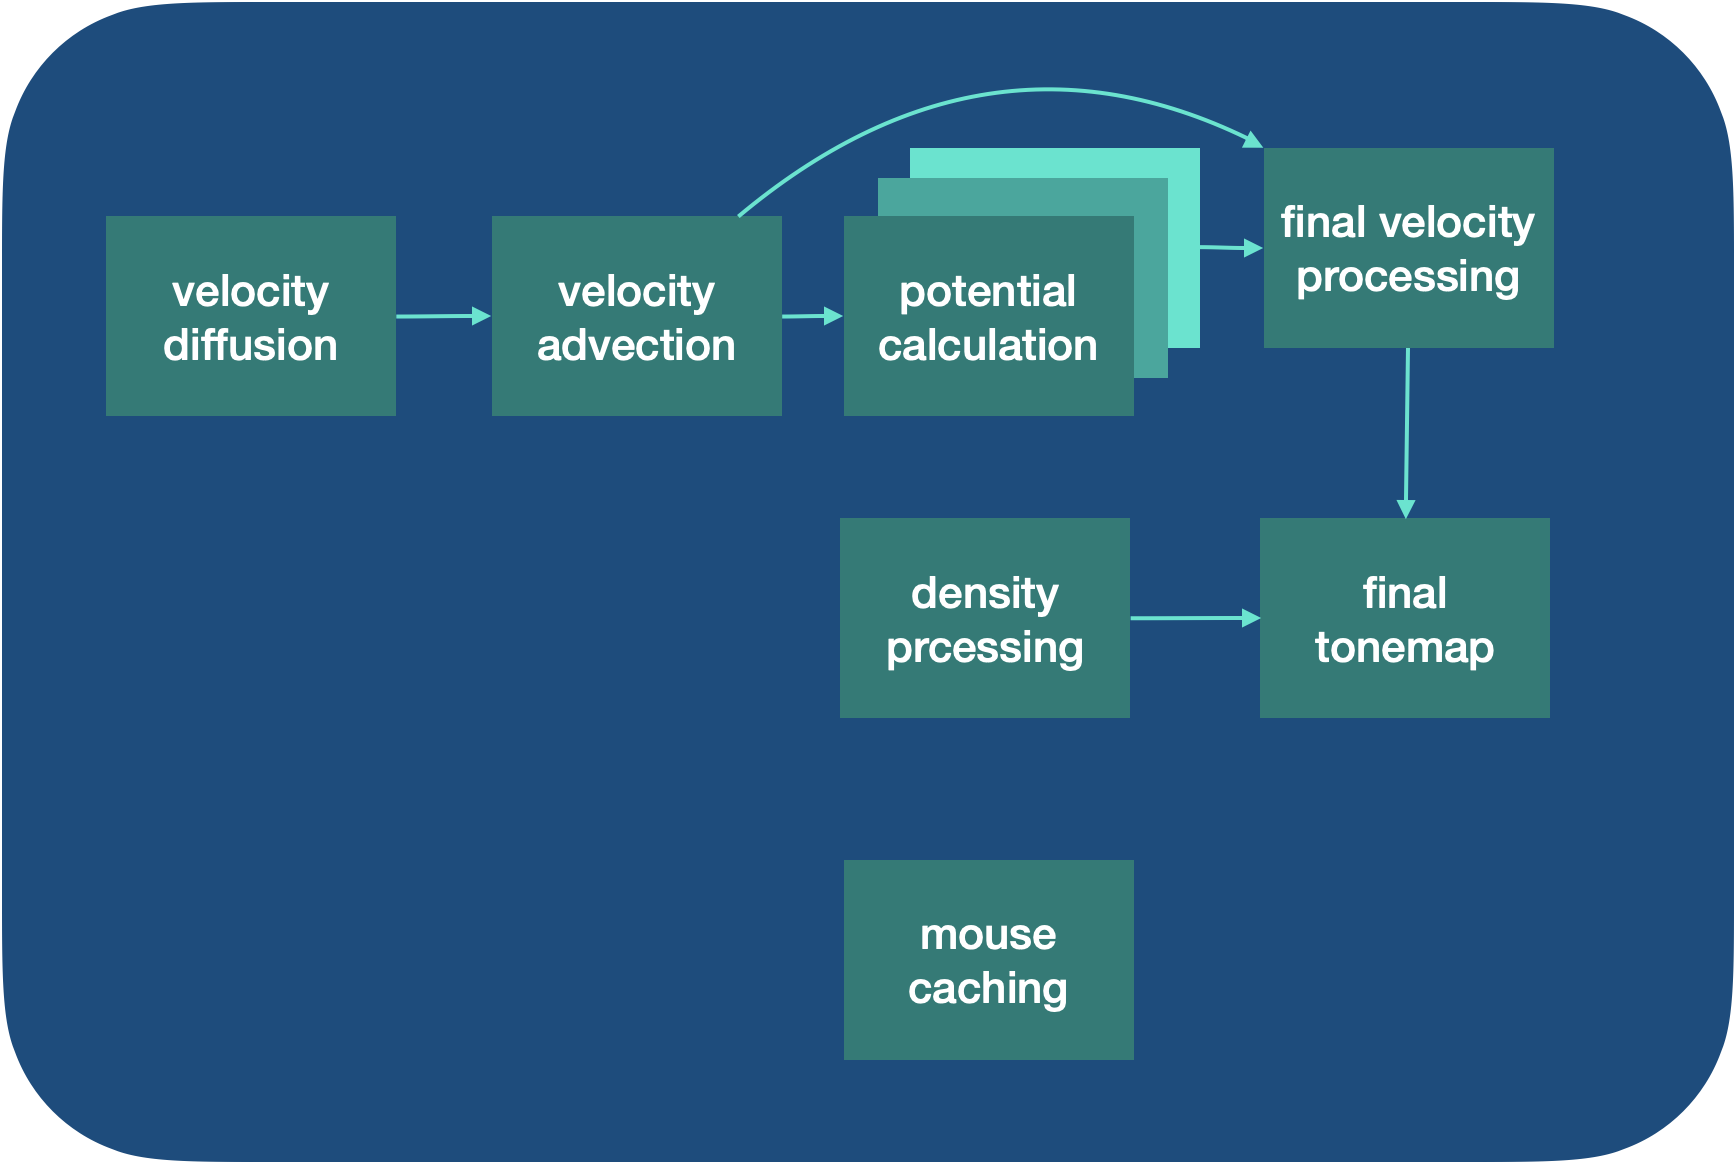 velocity
diffusion
velocity
advection
potential
calculation
final velocity
processing
density
prcessing
final
tonemap
mouse
caching